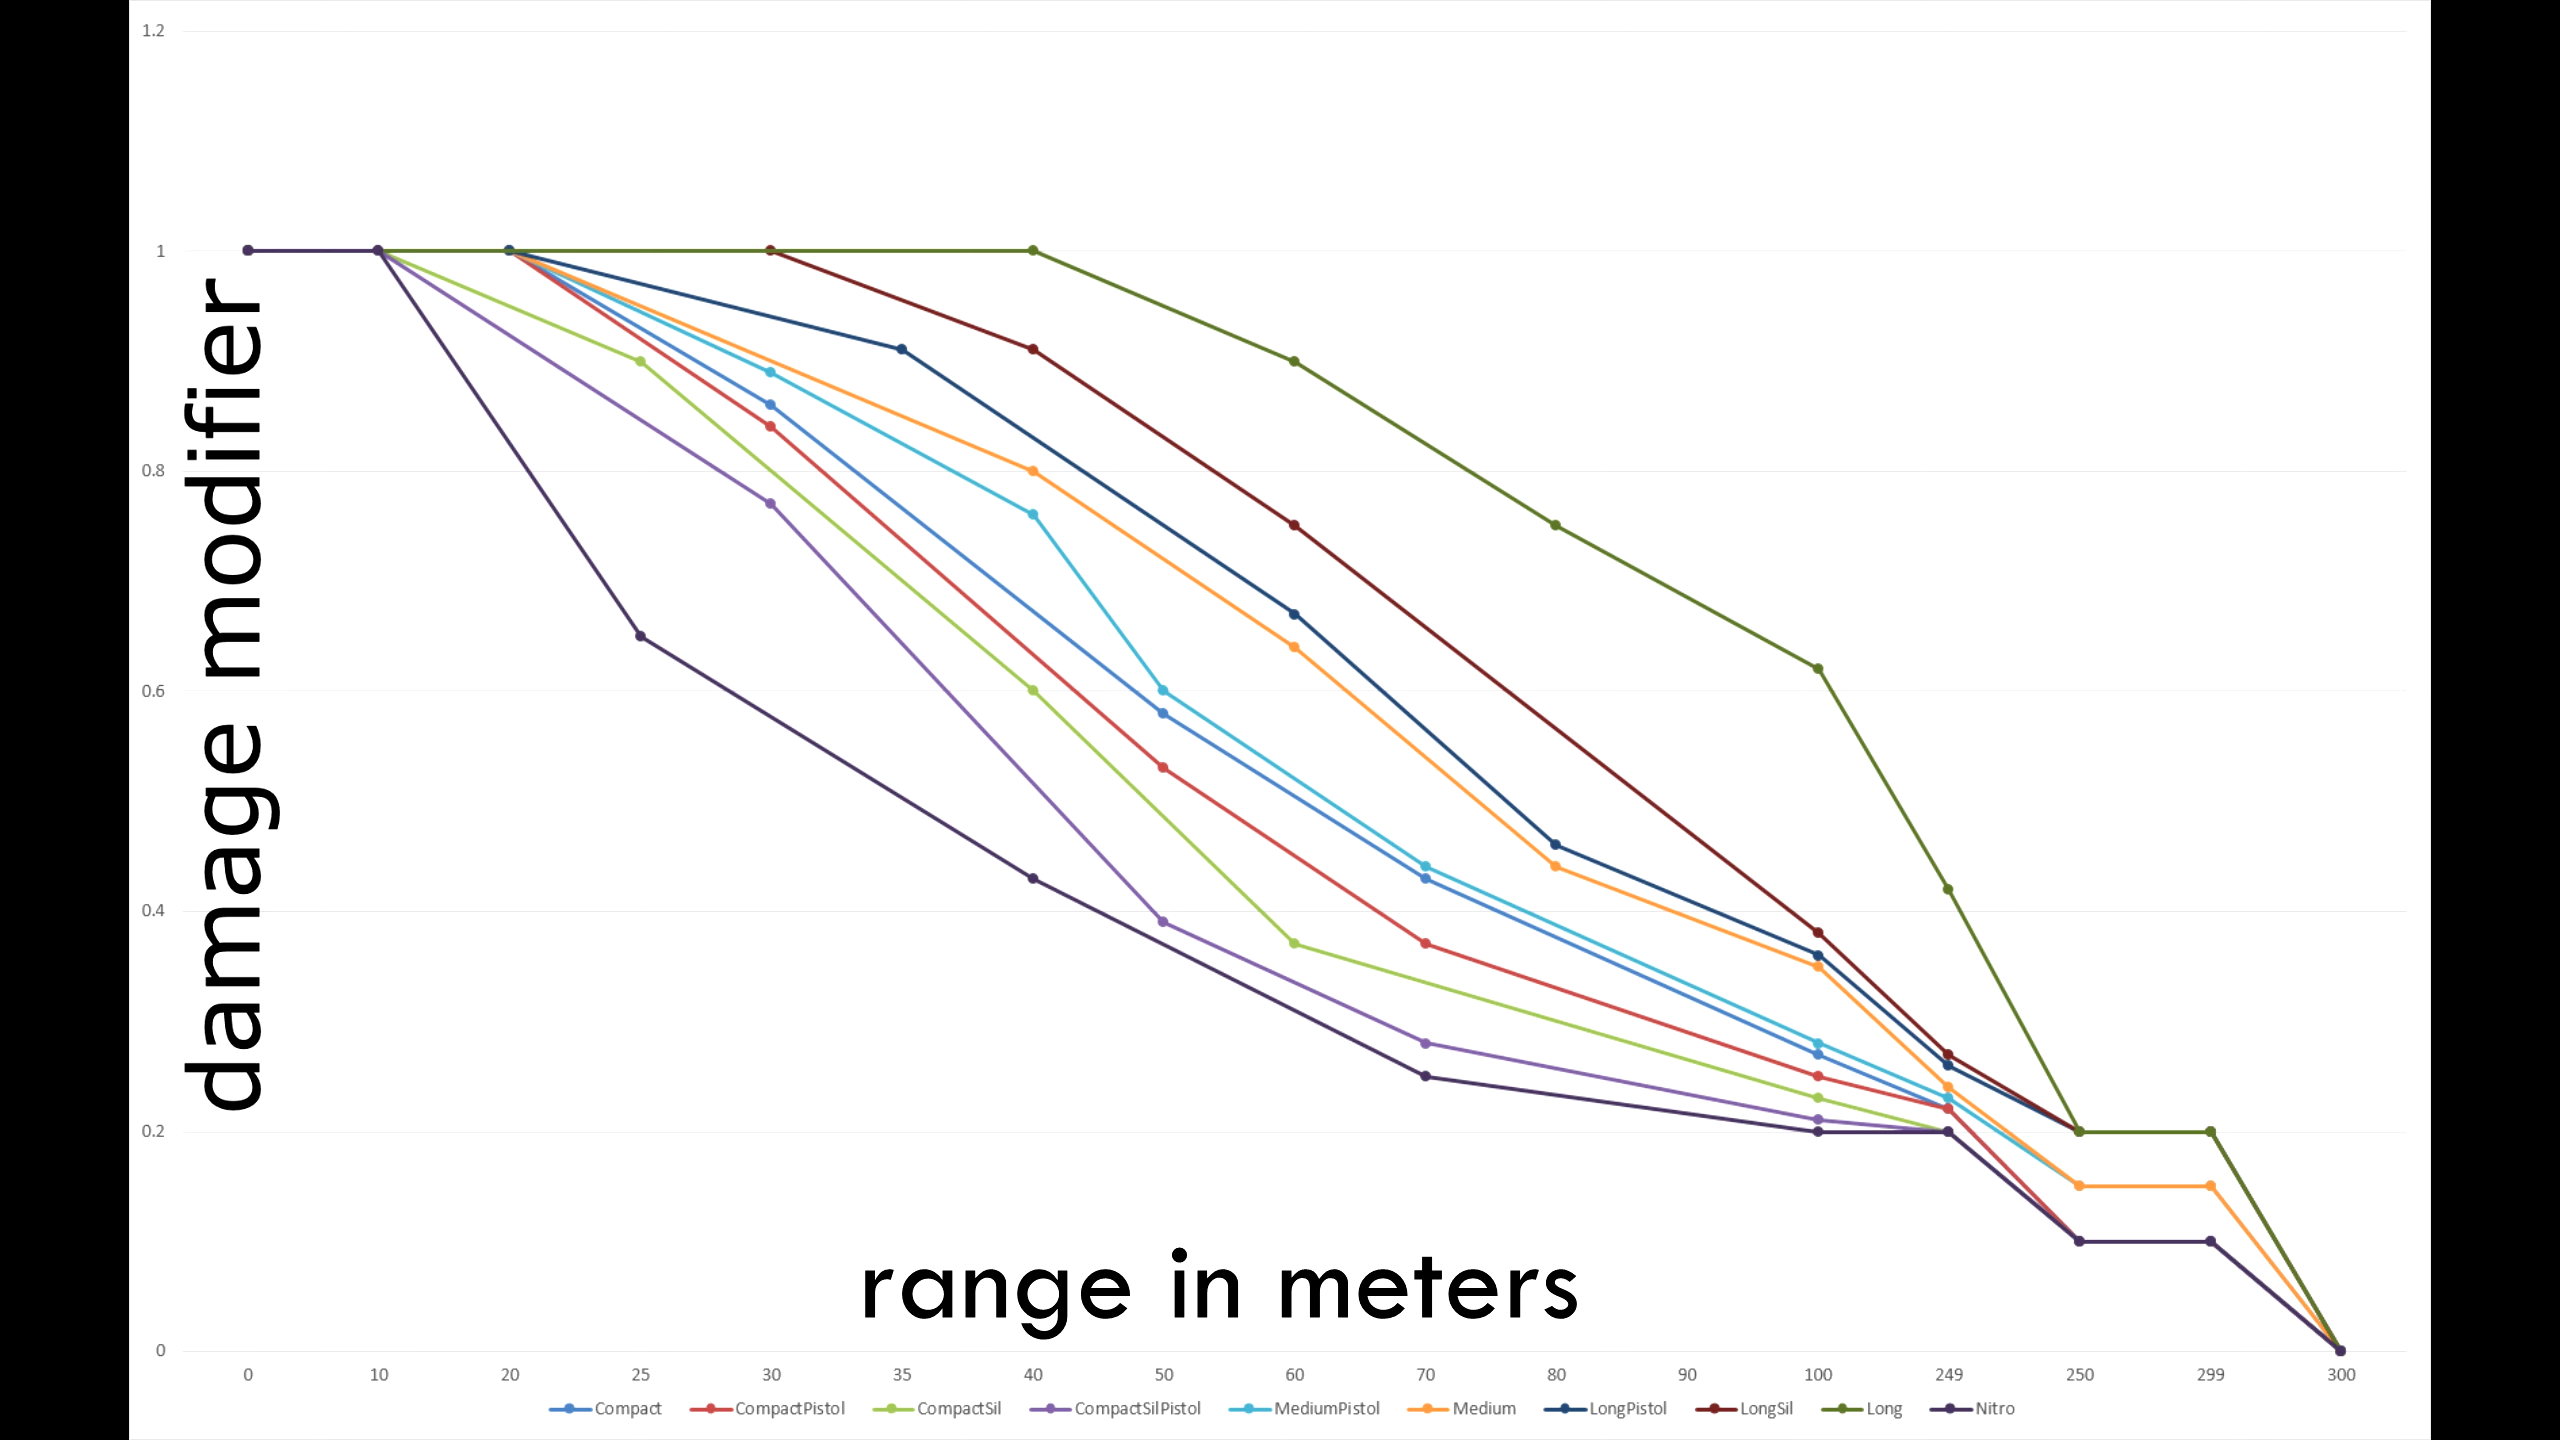 1.2
1
0.8
0.6
0.4
0.2
0
damage modifier
range in meters
0 10 20 25 30 35 40 50 60 70 80 90 100 249 250 299 300
Compact CompactPistol CompactSil CompactSilPistol MediumPistol Medium LongPistol LongSil Long Nitro